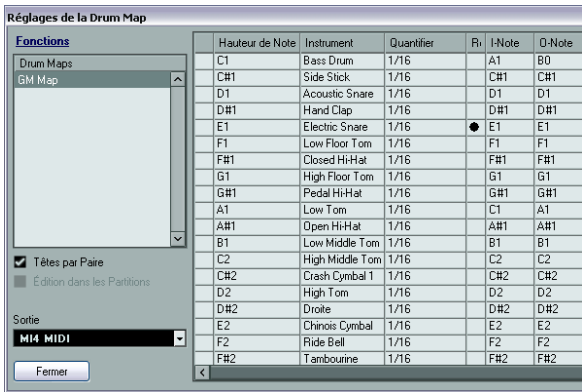 Réglages de la Drum Map
Fonctions
Drum Maps
GM Map
Têtes par Paire
Édition dans les Partitions
Sortie
MI4 MIDI
Fermer
Hauteur de Note Instrument Quantifier I-Note O-Note
C1 Bass Drum 1/16 A1 B0
C#1 Side Stick 1/16 C#1 C#1
D1 Acoustic Snare 1/16 D1 D1
D#1 Hand Clap 1/16 D#1 D#1
E1 Electric Snare 1/16 E1 E1
F1 Low Floor Tom 1/16 F1 F1
F#1 Closed Hi-Hat 1/16 F#1 F#1
G1 High Floor Tom 1/16 G1 G1
G#1 Pedal Hi-Hat 1/16 G#1 G#1
A1 Low Tom 1/16 C1 A1
A#1 Open Hi-Hat 1/16 A#1 A#1
B1 Low Middle Tom 1/16 B1 B1
C2 High Middle Tom 1/16 C2 C2
C#2 Crash Cymbal 1 1/16 C#2 C#2
D2 High Tom 1/16 D2 D2
D#2 Droite 1/16 D#2 D#2
E2 Chinois Cymbal 1/16 E2 E2
F2 Ride Bell 1/16 F2 F2
F#2 Tambourine 1/16 F#2 F#2